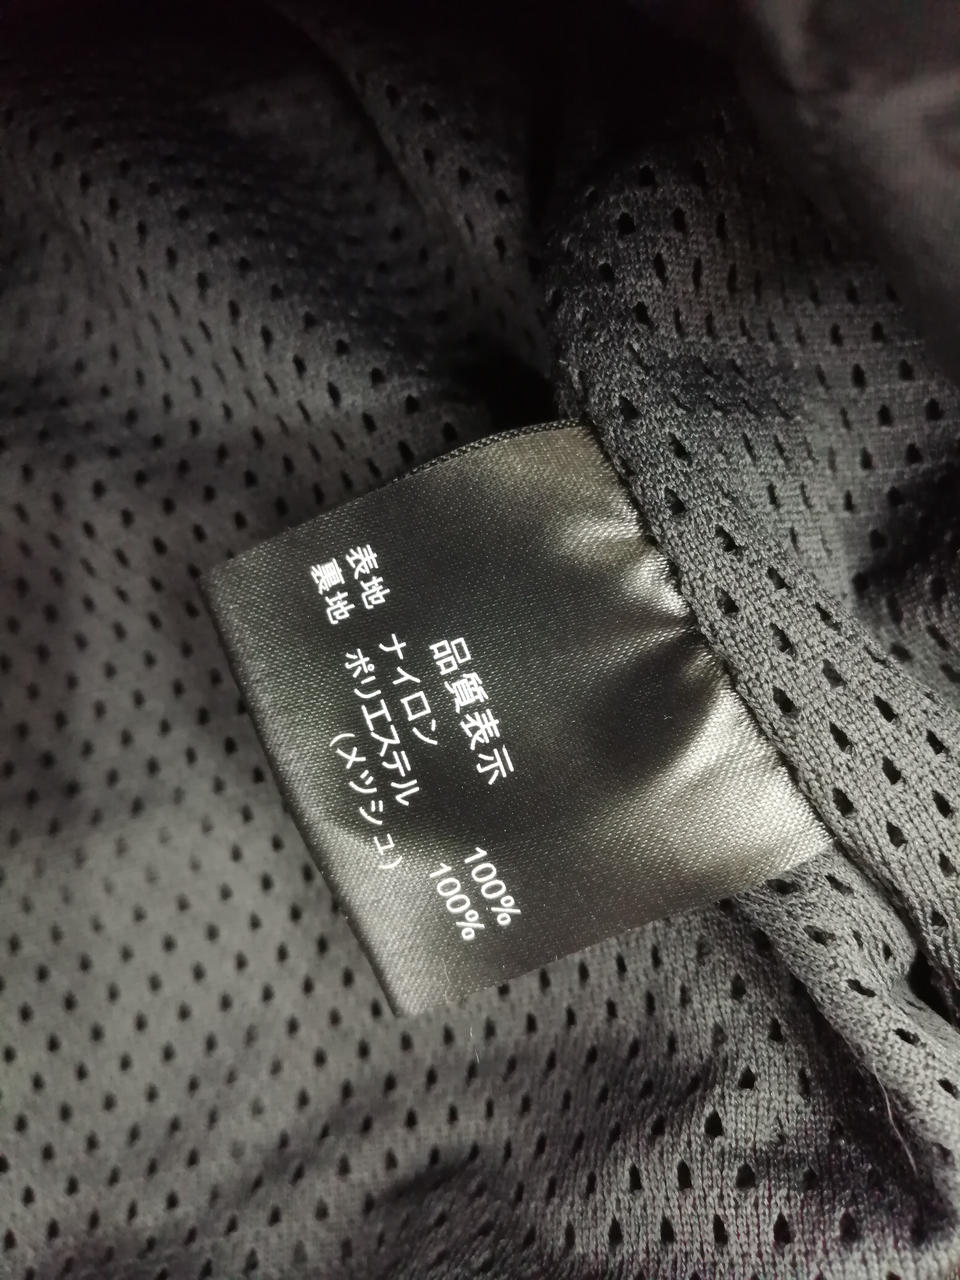 品質表示
表地 ナイロン 100%
裏地 ポリエステル 100%
(メッシュ)